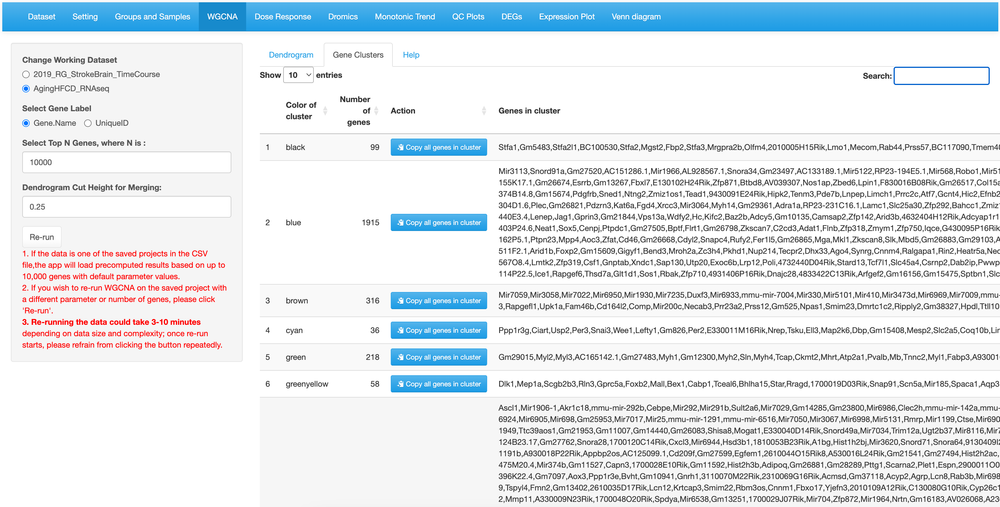 Dataset Setting Groups and Samples WGCNA Dose Response Dromics Monotonic Trend QC Plots DEGs Expression Plot Venn diagram
Change Working Dataset
2019_RG_StrokeBrain_TimeCourse
AgingHFCD_RNAseq
Select Gene Label
Gene.Name UniqueID
Select Top N Genes, where N is :
10000
Dendrogram Cut Height for Merging:
0.25
Re-run
1. If the data is one of the saved projects in the CSV
file,the app will load precomputed results based on up to
10,000 genes with default parameter values.
2. If you wish to re-run WGCNA on the saved project with
a different parameter or number of genes, please click
'Re-run'.
3. Re-running the data could take 3-10 minutes
depending on data size and complexity; once re-run
starts, please refrain from clicking the button repeatedly.
Dendrogram Gene Clusters Help
Show 10 entries
Search:
Color of
cluster
Number
of
genes
Action
Genes in cluster
1 black 99 Copy all genes in cluster Stfa1,Gm5483,Stfa2l1,BC100530,Stfa2,Mgst2,Fbp2,Stfa3,Mrgpra2b,Olfm4,2010005H15Rik,Lmo1,Mecom,Rab44,Prss57,BC117090,
2 blue 1915 Copy all genes in cluster
Mir3113,Snord91a,Gm27520,AC151286.1,Mir1966,AL928567.1,Snora34,Gm23497,AC133189.1,Mir5122,RP23-194E5.1,Mir568,Robo1,
155K17.1,Gm26674,Esrrb,Gm13267,Fbxl7,E130102H24Rik,Zfp871,Btbd8,AV039307,Nos1ap,Zbed6,Lpin1,F830016B08Rik,Gm26517,
374B14.8,Gm15674,Pdgfrb,Sned1,Ntng2,Zmiz1os1,Tead1,9430091E24Rik,Hipk2,Tenm3,Pde7b,Lnpep,Limch1,Prrc2c,Atf7,Gcnt4,Hic2,Efnb2
304D1.6,Plec,Gm26821,Pdzrn3,Kat6a,Fgd4,Xrcc3,Mir3064,Myh14,Gm29361,Adra1a,RP23-231C16.1,Lamc1,Slc25a30,Zfp292,Bahcc1,
440E3.4,Lenep,Jag1,Gprin3,Gm21844,Vps13a,Wdfy2,Hc,Kifc2,Baz2b,Adcy5,Gm10135,Camsap2,Zfp142,Arid3b,4632404H12Rik,Adcyap1r1
403P24.6,Neat1,Sox5,Cenpj,Ptpdc1,Gm27505,Bptf,Flrt1,Gm26798,Zkscan7,C2cd3,Adat1,Flnb,Zfp318,Zmym1,Zfp750,Iqce,G430095P16Rik
162P5.1,Ptpn23,Mpp4,Aoc3,Zfat,Cd46,Gm26668,Cdyl2,Snapc4,Rufy2,Fer1l5,Gm26865,Mga,Mkl1,Zkscan8,Slk,Mbd5,Gm26883,Gm29103,
511F2.1,Arid1b,Foxp2,Gm15609,Gigyf1,Bend3,Mroh2a,Zc3h4,Pkhd1,Nup214,Tecpr2,Dhx33,Ago4,Synrg,Cnnm4,Ralgapa1,Rin2,Heatr5a,
567O8.4,Lmtk2,Zfp319,Csf1,Gnptab,Xndc1,Sap130,Utp20,Exoc6b,Lrp12,Poli,4732440D04Rik,Stard13,Tcf7l1,Slc45a4,Csrnp2,Dab2ip,
114P22.5,Ice1,Rapgef6,Thsd7a,Glt1d1,Sos1,Rbak,Zfp710,4931406P16Rik,Dnajc28,4833422C13Rik,Arfgef2,Gm16156,Gm15475,Sptbn1,
3 brown 316 Copy all genes in cluster
Mir7059,Mir3058,Mir7022,Mir6950,Mir1930,Mir7235,Duxf3,Mir6933,mmu-mir-7004,Mir330,Mir5101,Mir410,Mir3473d,Mir6969,Mir7009,mmu-
3,Rapgefl1,Upk1a,Fam46b,Cd164l2,Comp,Mir200c,Necab3,Prr23a2,Prss12,Gm525,Npas1,Smim23,Dmrtc1c2,Ripply2,Gm38327,Hpdl,Ttll10
4 cyan 36 Copy all genes in cluster Ppp1r3g,Ciart,Usp2,Per3,Snai3,Wee1,Lefty1,Gm826,Per2,E330011M16Rik,Nrep,Tsku,Ell3,Map2k6,Dbp,Gm15408,Mesp2,Slc2a5,Coq10b,
5 green 218 Copy all genes in cluster Gm29015,Myl2,Myl3,AC165142.1,Gm27483,Myh1,Gm12300,Myh2,Sln,Myh4,Tcap,Ckmt2,Mhrt,Atp2a1,Pvalb,Mb,Tnnc2,Myl1,Fabp3,
6 greenyellow 58 Copy all genes in cluster Dlk1,Mep1a,Scgb2b3,Rln3,Gprc5a,Foxb2,Mall,Bex1,Cabp1,Tceal6,Bhlha15,Star,Rragd,1700019D03Rik,Snap91,Scn5a,Mir185,Spaca1,Aqp3
Ascl1,Mir1906-1,Akr1c18,mmu-mir-292b,Cebpe,Mir292,Mir291b,Sult2a6,Mir7029,Gm14285,Gm23800,Mir6986,Clec2h,mmu-mir-142a,mmu-
6924,Mir6905,Mir698,Gm25953,Mir7017,Mir25,mmu-mir-1291,mmu-mir-6516,Mir7050,Mir3067,Mir6998,Mir5131,Rmrp,Mir1199,Ctse,
1949,Ttc39aos1,Gm21953,Gm11007,Gm14440,Gm26083,Shisa8,Mogat1,E330040D14Rik,Snord49a,Mir7034,Trim12a,Ugt2b37,Mir8116,
124B23.17,Gm27762,Snora28,1700120C14Rik,Cxcl3,Mir6944,Hsd3b1,1810053B23Rik,A1bg,Hist1h2bj,Mir3620,Snord71,Snora64,
1191b,A930018P22Rik,Appbp2os,AC125099.1,Cd209f,Gm27599,Egfem1,2610044O15Rik8,A530016L24Rik,Gm21541,Gm27494,Hist2h2ac,
475M20.4,Mir374b,Gm11527,Capn3,1700028E10Rik,Gm11592,Hist2h3b,Adipoq,Gm26881,Gm28289,Pttg1,Scarna2,Plet1,Espn,
396K22.4,Gm7097,Aox3,Ppp1r3e,Bvht,Gm10941,Gnrh1,3110070M22Rik,2310069G16Rik,Acmsd,Gm37118,Acyp2,Agrp,Lcn8,Rab3b,
9,Tspyl4,Fmn2,Gm13402,2610035D17Rik,Lcn12,Krtcap3,Smim22,Rbm3os,Cnnm1,Fbxo17,Yjefn3,2010109A12Rik,C130080G10Rik,
2,Mmp11,A330009N23Rik,1700048O20Rik,Spdya,Mir6538,Gm13251,1700029J07Rik,Mir704,Zfp872,Mir1964,Nrtn,Gm16183,AV026068,